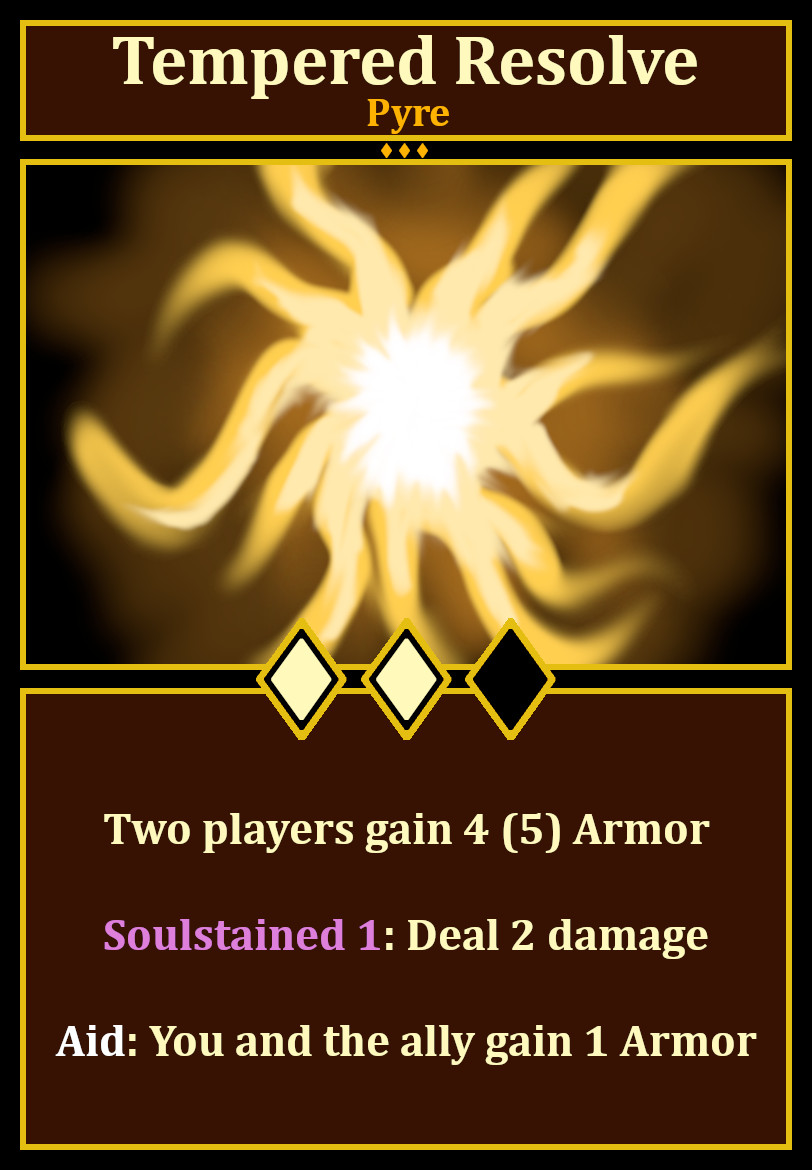 Tempered Resolve
Pyre
Two players gain 4 (5) Armor
Soulstained 1: Deal 2 damage
Aid: You and the ally gain 1 Armor